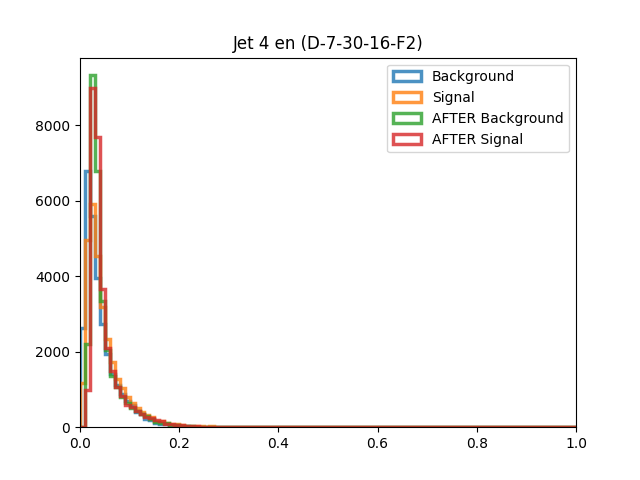 Jet 4 en (D-7-30-16-F2)
Background
Signal
AFTER Background
AFTER Signal
8000
6000
4000
2000
0
0.0 0.2 0.4 0.6 0.8 1.0